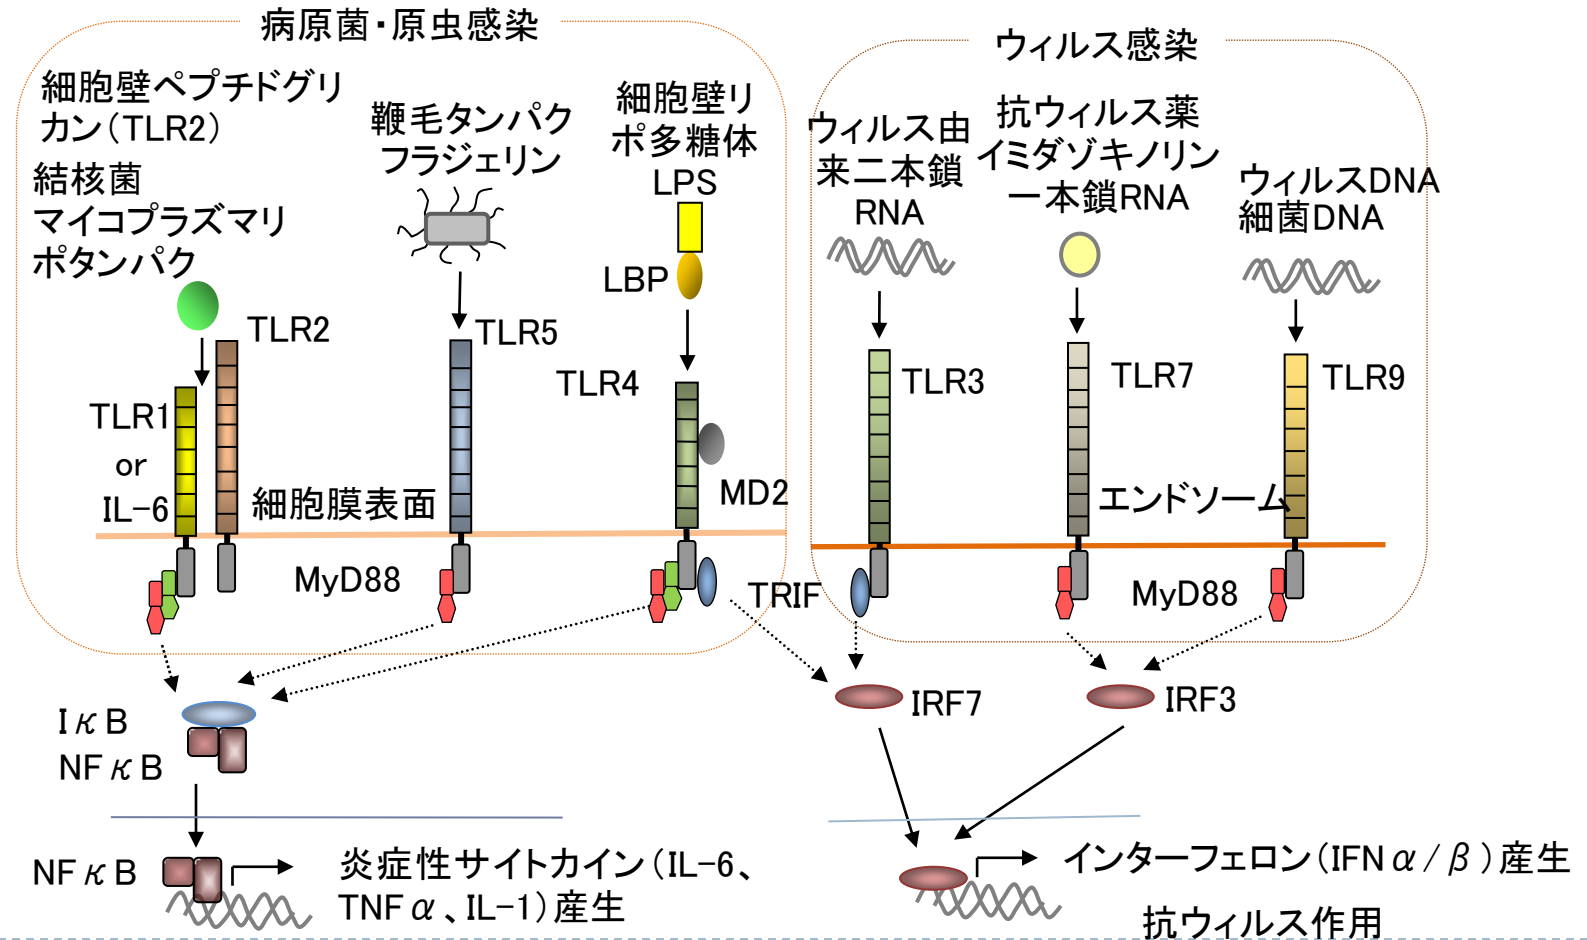 病原菌・原虫感染
細胞壁ペプチドグリ
カン（TLR2）
結核菌
マイコプラズマリ
ポタンパク
鞭毛タンパク
フラジェリン
細胞壁リ
ポ多糖体
LPS
LBP
TLR2
TLR1
or
IL-6
TLR5
TLR4
MD2
細胞膜表面
MyD88
TRIF
ウィルス感染
ウィルス由
来二本鎖
RNA
抗ウィルス薬
イミダゾキノリン
一本鎖RNA
ウィルスDNA
細菌DNA
TLR3
TLR7
TLR9
エンドソーム
MyD88
IκB
NFκB
IRF7
IRF3
NFκB
炎症性サイトカイン（IL-6、
TNFα、IL-1）産生
インターフェロン（IFNα/β）産生
抗ウィルス作用